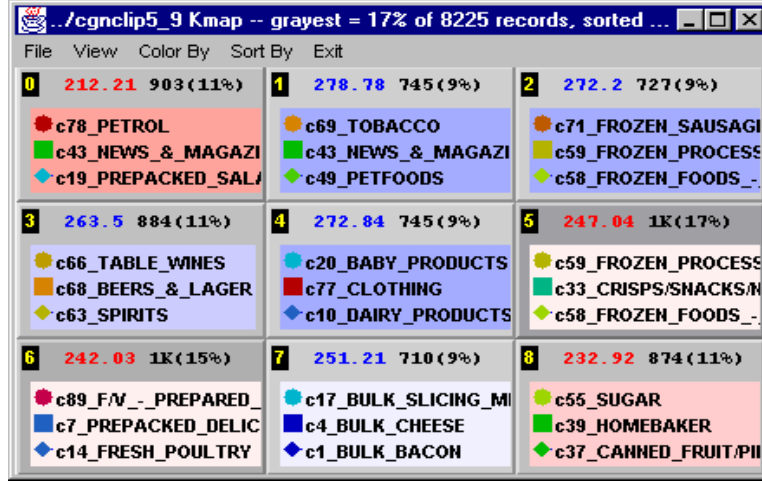 ../cgnclip5_9 Kmap -- grayest = 17% of 8225 records, sorted ...
File View Color By Sort By Exit
0 212.21 903(11%) 1 278.78 745(9%) 2 272.2 727(9%)
c78_PETROL c69_TOBACCO c71_FROZEN_SAUSAGI
c43_NEWS_&_MAGAZI c43_NEWS_&_MAGAZI c59_FROZEN_PROCESS
c19_PREPACKED_SALA c49_PETFOODS c58_FROZEN_FOODS_-_
3 263.5 884(11%) 4 272.84 745(9%) 5 247.04 1K(17%)
c66_TABLE_WINES c20_BABY_PRODUCTS c59_FROZEN_PROCESS
c68_BEERS_&_LAGER c77_CLOTHING c33_CRISPS/SNACKS/N
c63_SPIRITS c10_DAIRY_PRODUCTS c58_FROZEN_FOODS_-_
6 242.03 1K(15%) 7 251.21 710(9%) 8 232.92 874(11%)
c89_F/V_-_PREPARED_ c17_BULK_SLICING_ME c55_SUGAR
c7_PREPACKED_DELIC c4_BULK_CHEESE c39_HOMEBAKER
c14_FRESH_POULTRY c1_BULK_BACON c37_CANNED_FRUIT/PII